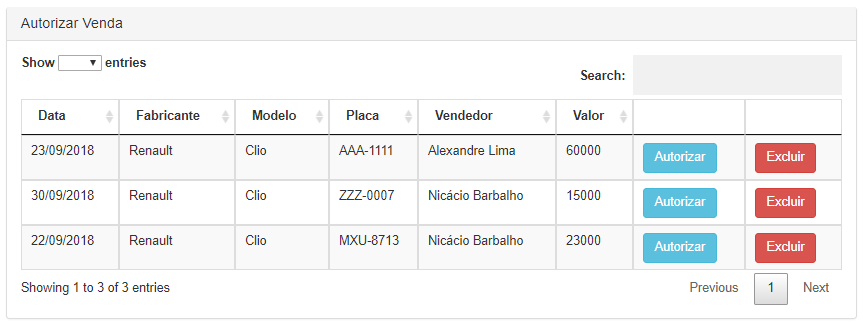 Autorizar Venda
Show entries
Search:
Data Fabricante Modelo Placa Vendedor Valor
23/09/2018 Renault Clio AAA-1111 Alexandre Lima 60000 Autorizar Excluir
30/09/2018 Renault Clio ZZZ-0007 Nicácio Barbalho 15000 Autorizar Excluir
22/09/2018 Renault Clio MXU-8713 Nicácio Barbalho 23000 Autorizar Excluir
Showing 1 to 3 of 3 entries Previous 1 Next